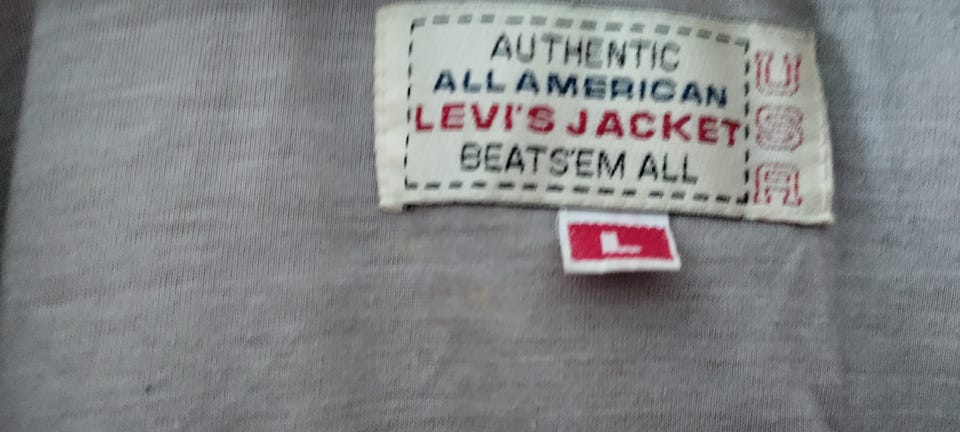 AUTHENTIC
ALL AMERICAN
LEVI'S JACKET
BEATS'EM ALL
USA
L